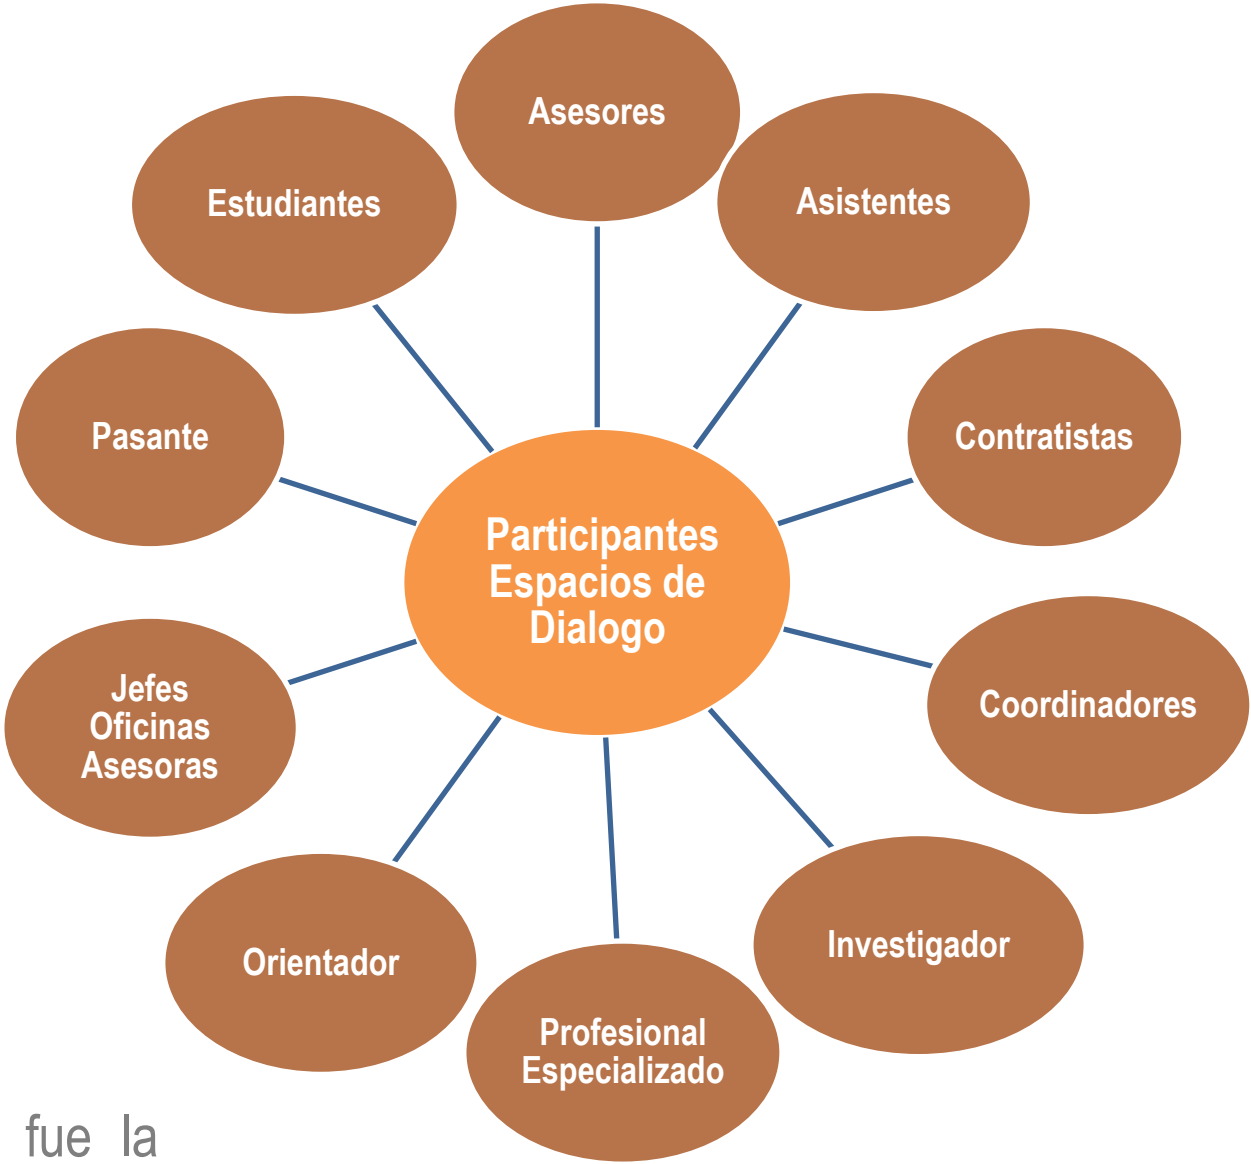 Asesores
Asistentes
Estudiantes
Contratistas
Pasante
Participantes
Espacios de
Dialogo
Coordinadores
Jefes
Oficinas
Asesoras
Investigador
Orientador
Profesional
Especializado
fue la